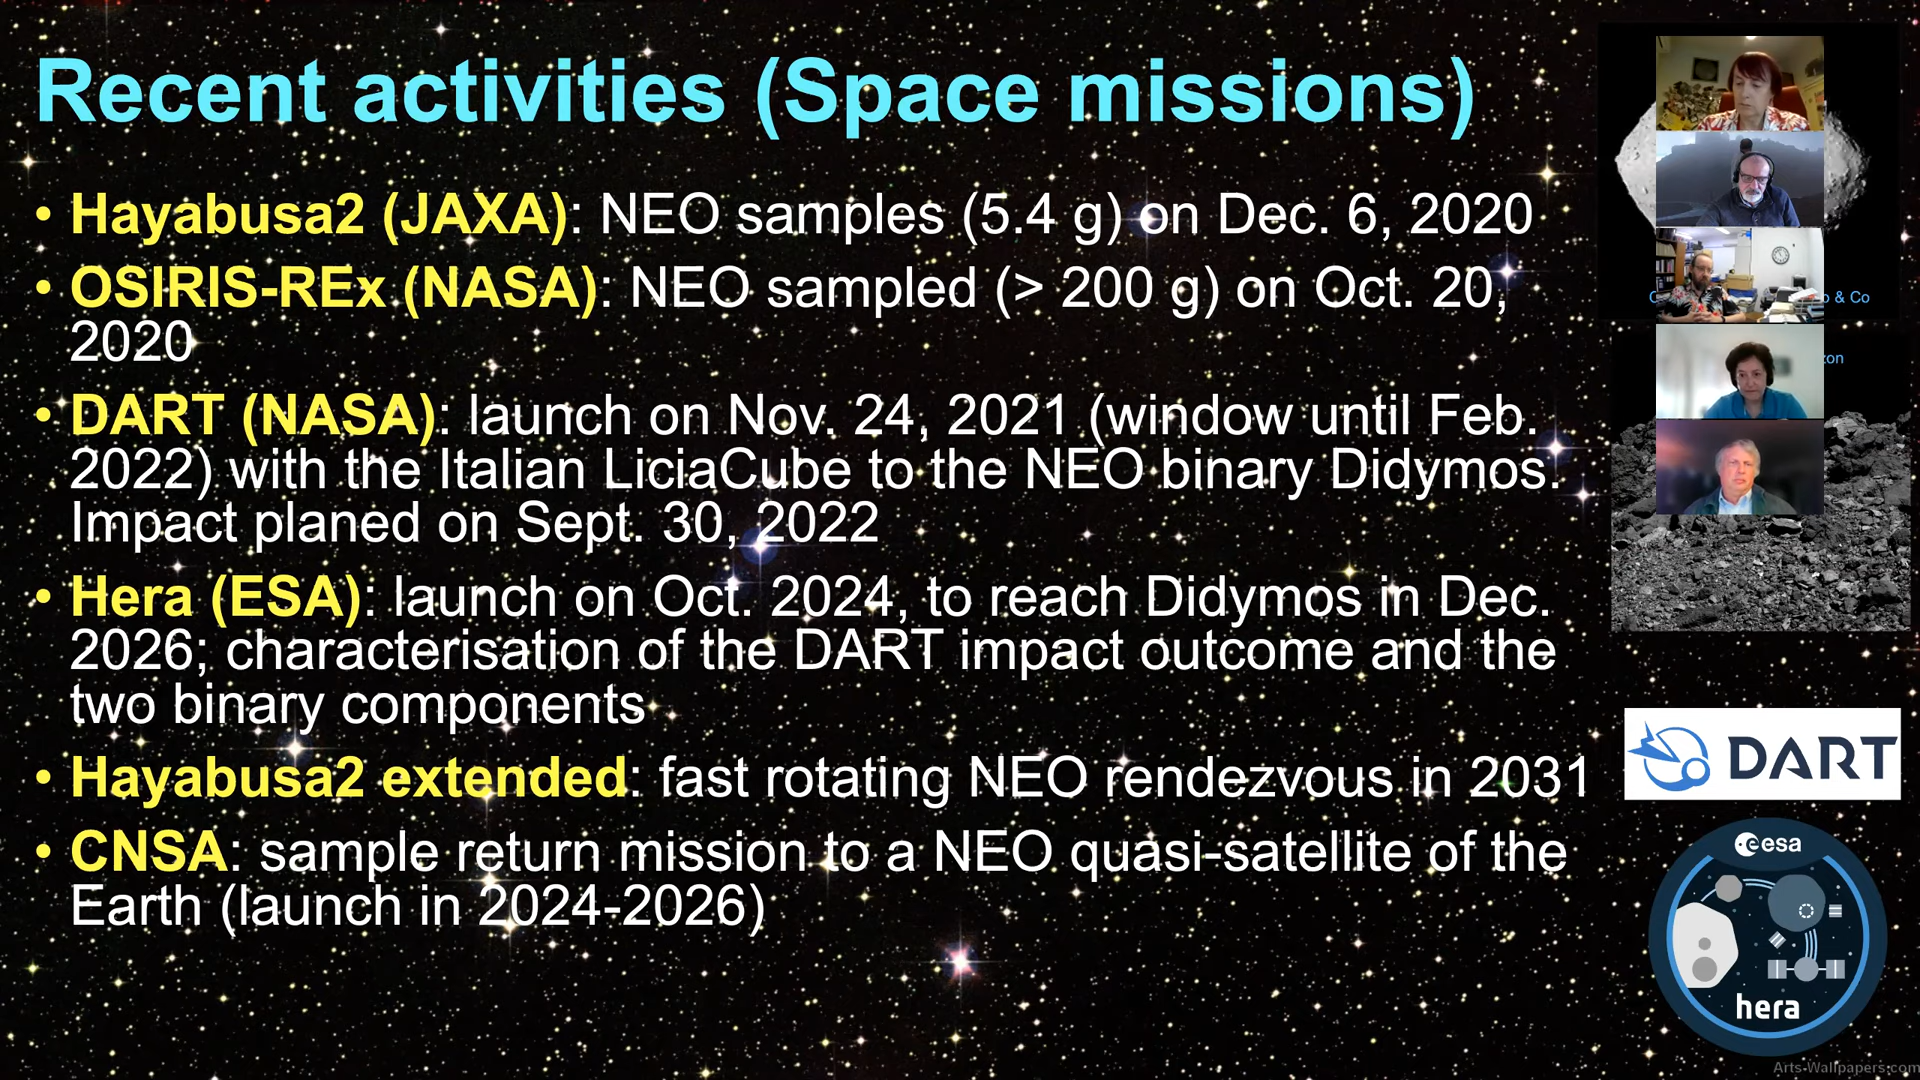 Recent activities (Space missions)
• Hayabusa2 (JAXA): NEO samples (5.4 g) on Dec. 6, 2020
• OSIRIS-REx (NASA): NEO sampled (> 200 g) on Oct. 20,
2020
• DART (NASA): launch on Nov. 24, 2021 (window until Feb.
2022) with the Italian LiciaCube to the NEO binary Didymos.
Impact planed on Sept. 30, 2022
• Hera (ESA): launch on Oct. 2024, to reach Didymos in Dec.
2026; characterisation of the DART impact outcome and the
two binary components
• Hayabusa2 extended: fast rotating NEO rendezvous in 2031
• CNSA: sample return mission to a NEO quasi-satellite of the
Earth (launch in 2024-2026)
& Co
DART
esa
hera
Arts-Wallpapers.com